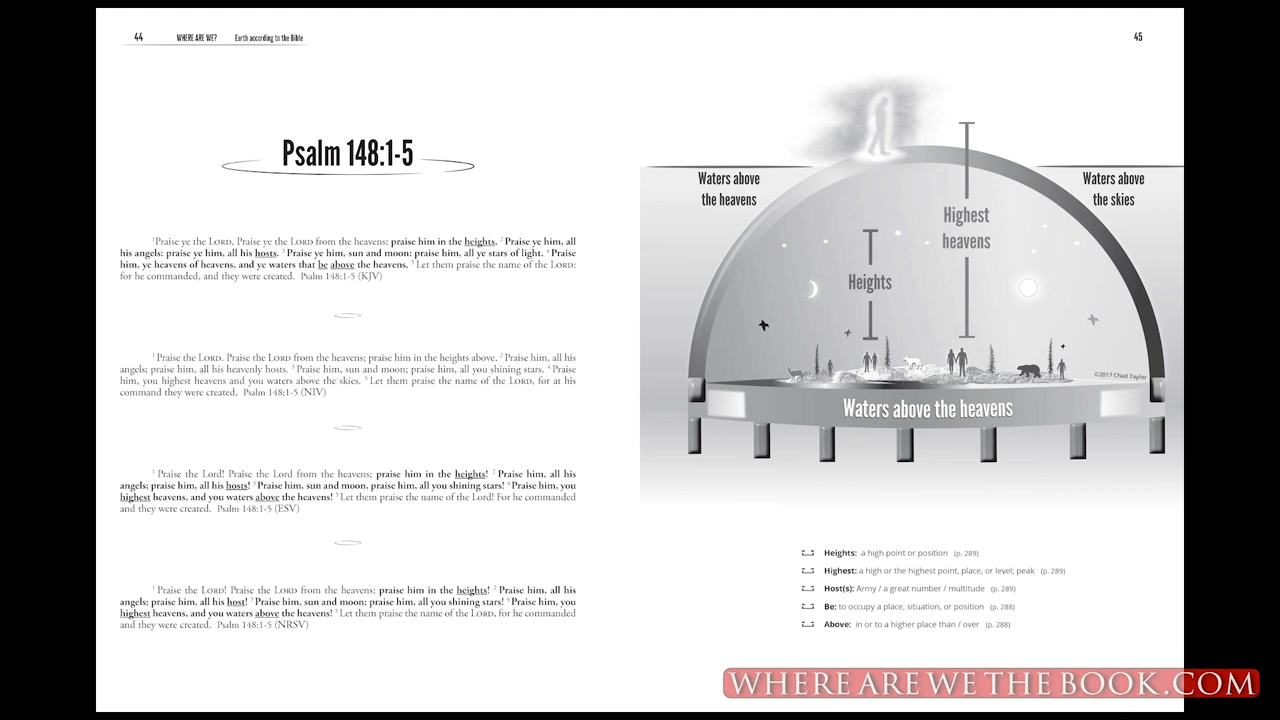 44 WHERE ARE WE? Earth according to the Bible
Psalm 148:1-5
1Praise ye the LORD. Praise ye the LORD from the heavens: praise him in the heights. 2 Praise ye him, all
his angels: praise ye him, all his hosts. 3 Praise ye him, sun and moon: praise him, all ye stars of light. 4 Praise
him, ye heavens of heavens, and ye waters that be above the heavens. 5 Let them praise the name of the LORD:
for he commanded, and they were created. Psalm 148:1-5 (KJV)
1 Praise the LORD. Praise the LORD from the heavens; praise him in the heights above. 2 Praise him, all his
angels; praise him, all his heavenly hosts. 3 Praise him, sun and moon; praise him, all you shining stars. 4 Praise
him, you highest heavens and you waters above the skies. 5 Let them praise the name of the LORD, for at his
command they were created, Psalm 148:1-5 (NIV)
1 Praise the Lord! Praise the Lord from the heavens; praise him in the heights! 2 Praise him, all his
angels; praise him, all his hosts! 3 Praise him, sun and moon, praise him, all you shining stars! 4 Praise him, you
highest heavens, and you waters above the heavens! 5 Let them praise the name of the Lord! For he commanded
and they were created. Psalm 148:1-5 (ESV)
1 Praise the LORD! Praise the LORD from the heavens; praise him in the heights! 2 Praise him, all his
angels; praise him, all his host! 3 Praise him, sun and moon; praise him, all you shining stars! 4 Praise him, you
highest heavens, and you waters above the heavens! 5 Let them praise the name of the LORD, for he commanded
and they were created. Psalm 148:1-5 (NRSV)
45
Waters above
the heavens
Waters above
the skies
Highest
heavens
Heights
©2017 Chad Taylor
Waters above the heavens
Heights: a high point or position (p. 289)
Highest: a high or the highest point, place, or level; peak (p. 289)
Host(s): Army / a great number / multitude (p. 289)
Be: to occupy a place, situation, or position (p. 288)
Above: in or to a higher place than / over (p. 288)
WHEREAREWETHEBOOK.COM